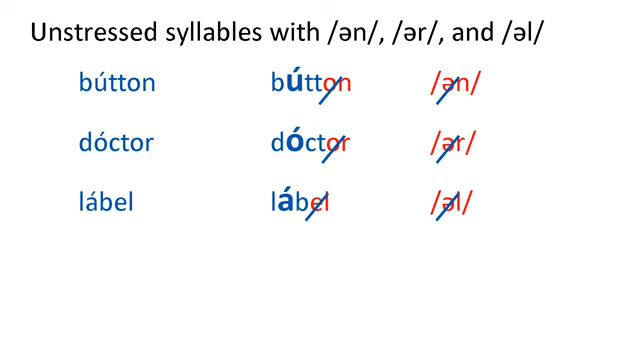 Unstressed syllables with /ən/, /ər/, and /əl/
bútton bútton /ən/
dóctor dóctor /ər/
lábel lábel /əl/